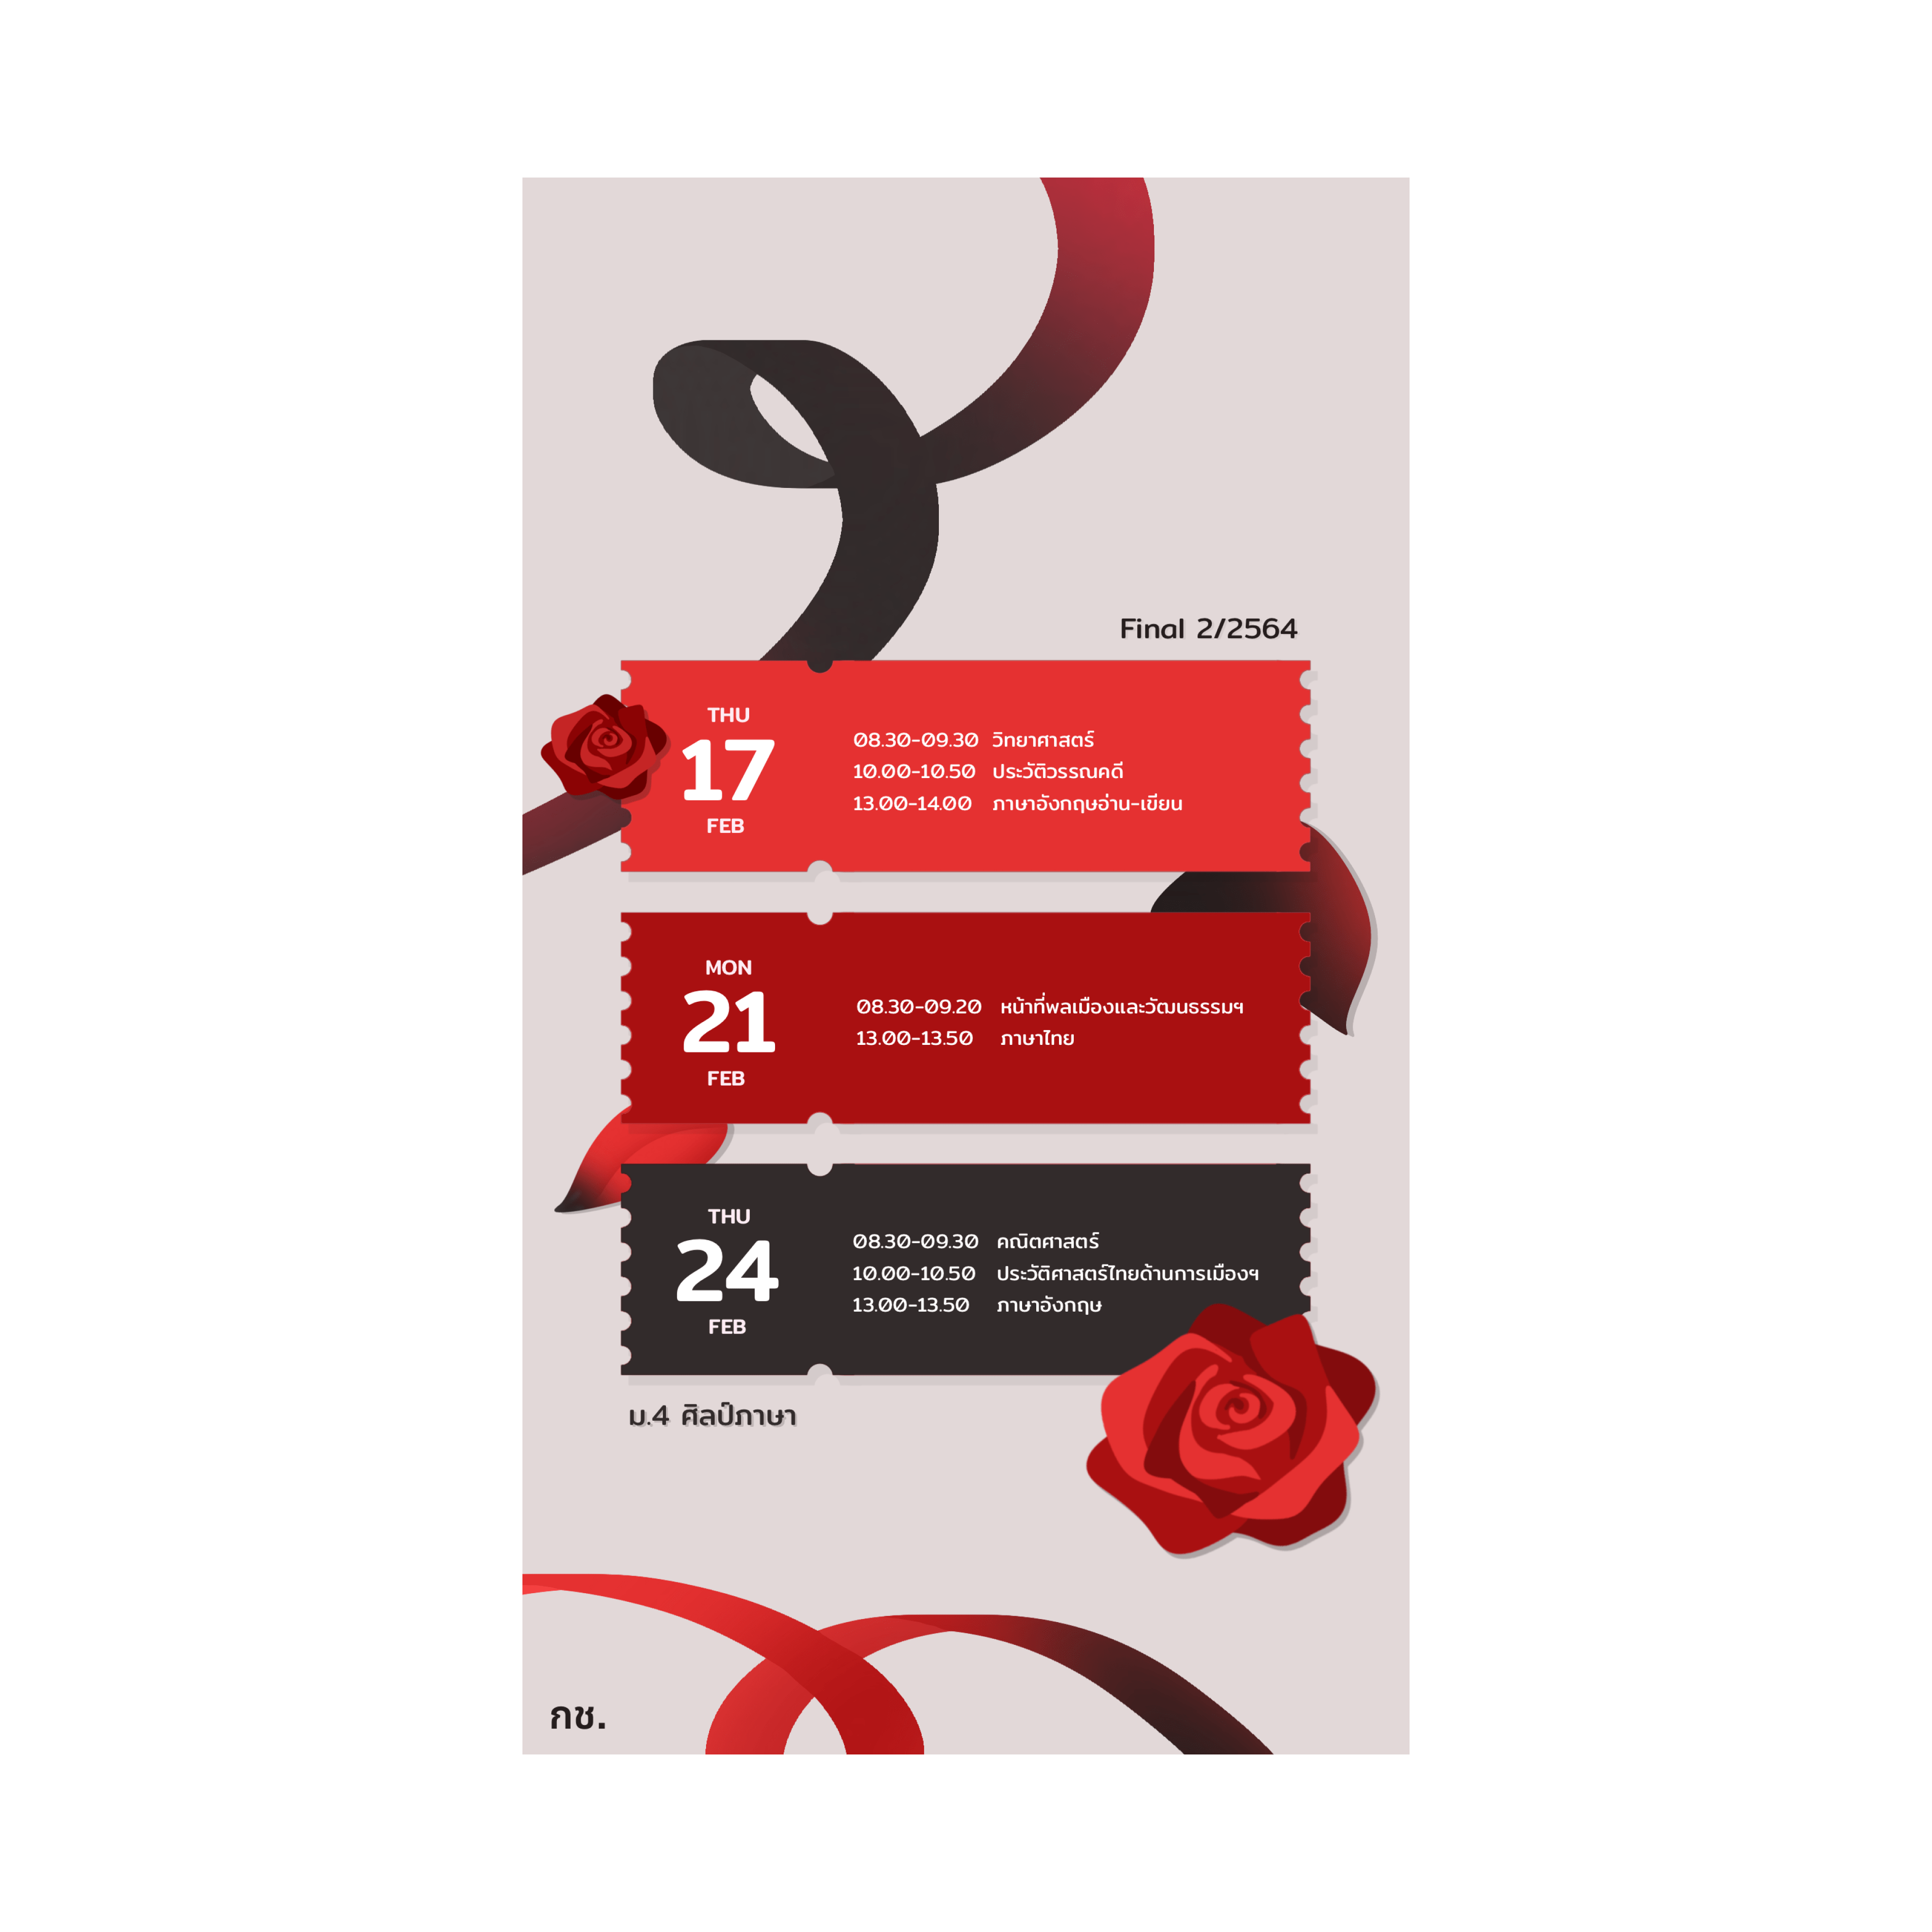 Final 2/2564
THU
17
FEB
08.30-09.30 วิทยาศาสตร์
10.00-10.50 ประวัติวรรณคดี
13.00-14.00 ภาษาอังกฤษอ่าน-เขียน
MON
21
FEB
08.30-09.20 หน้าที่พลเมืองและวัฒนธรรมฯ
13.00-13.50 ภาษาไทย
THU
24
FEB
08.30-09.30 คณิตศาสตร์
10.00-10.50 ประวัติศาสตร์ไทยด้านการเมืองฯ
13.00-13.50 ภาษาอังกฤษ
ม.4 ศิลป์ภาษา
กช.